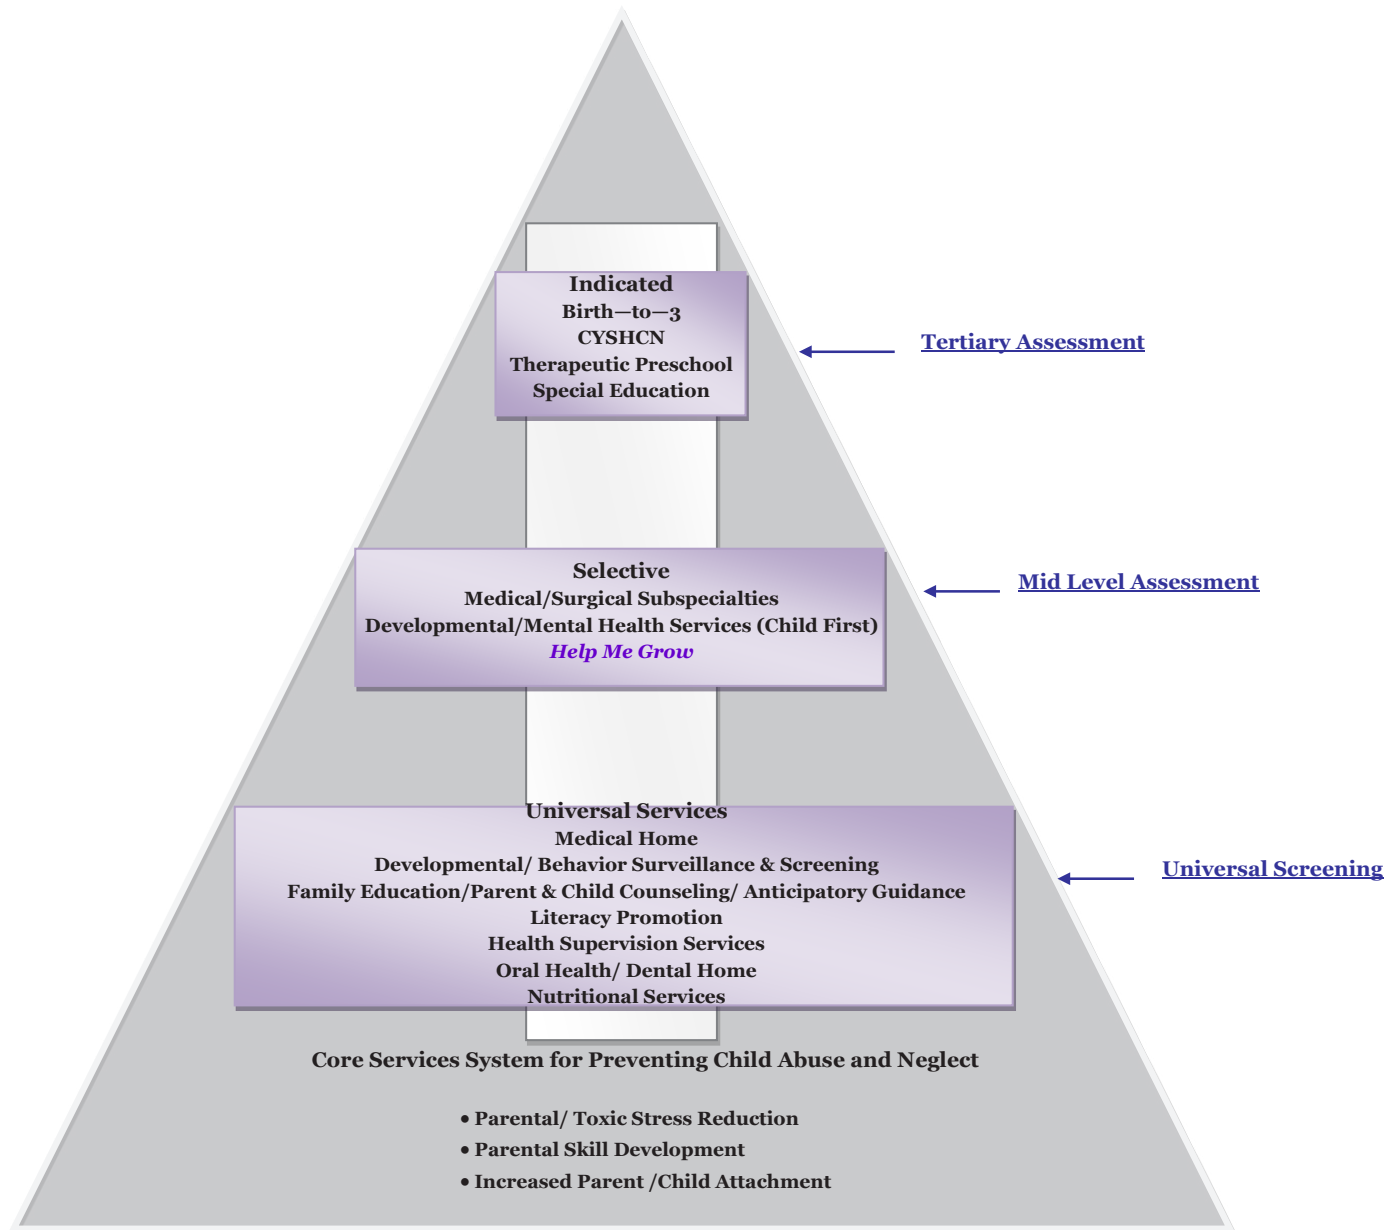 Indicated
Birth—to—3
CYSHCN
Therapeutic Preschool
Special Education
Tertiary Assessment
Selective
Medical/Surgical Subspecialties
Developmental/Mental Health Services (Child First)
Help Me Grow
Mid Level Assessment
Universal Services
Medical Home
Developmental/ Behavior Surveillance & Screening
Family Education/Parent & Child Counseling/ Anticipatory Guidance
Literacy Promotion
Health Supervision Services
Oral Health/ Dental Home
Nutritional Services
Universal Screening
Core Services System for Preventing Child Abuse and Neglect
• Parental/ Toxic Stress Reduction
• Parental Skill Development
• Increased Parent /Child Attachment